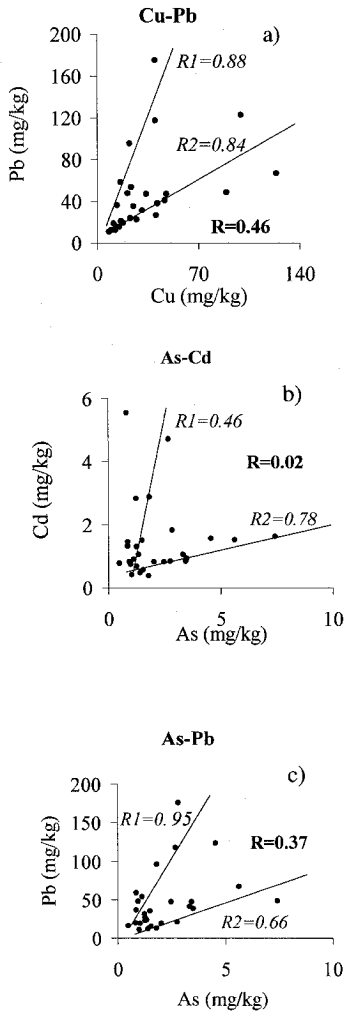 Cu-Pb
a)
200
160
120
80
40
0
Pb (mg/kg)
R1=0.88
R2=0.84
R=0.46
0 70 140
Cu (mg/kg)
As-Cd
b)
6
4
2
0
Cd (mg/kg)
R1=0.46
R=0.02
R2=0.78
0 5 10
As (mg/kg)
As-Pb
c)
200
150
100
50
0
Pb (mg/kg)
R1=0.95
R=0.37
R2=0.66
0 5 10
As (mg/kg)